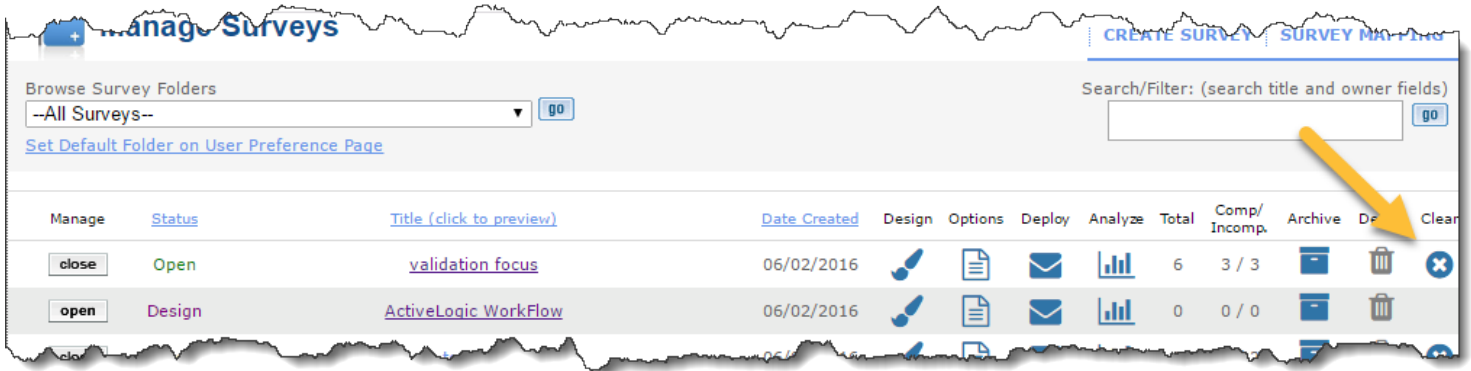 Manage Surveys
CREATE SURVEY SURVEY MAPPING
Browse Survey Folders
--All Surveys-- go
Set Default Folder on User Preference Page
Search/Filter: (search title and owner fields)
go
Manage Status Title (click to preview) Date Created Design Options Deploy Analyze Total Comp/ Incomp. Archive Clear
close Open validation focus 06/02/2016 6 3 / 3
open Design ActiveLogic WorkFlow 06/02/2016 0 0 / 0